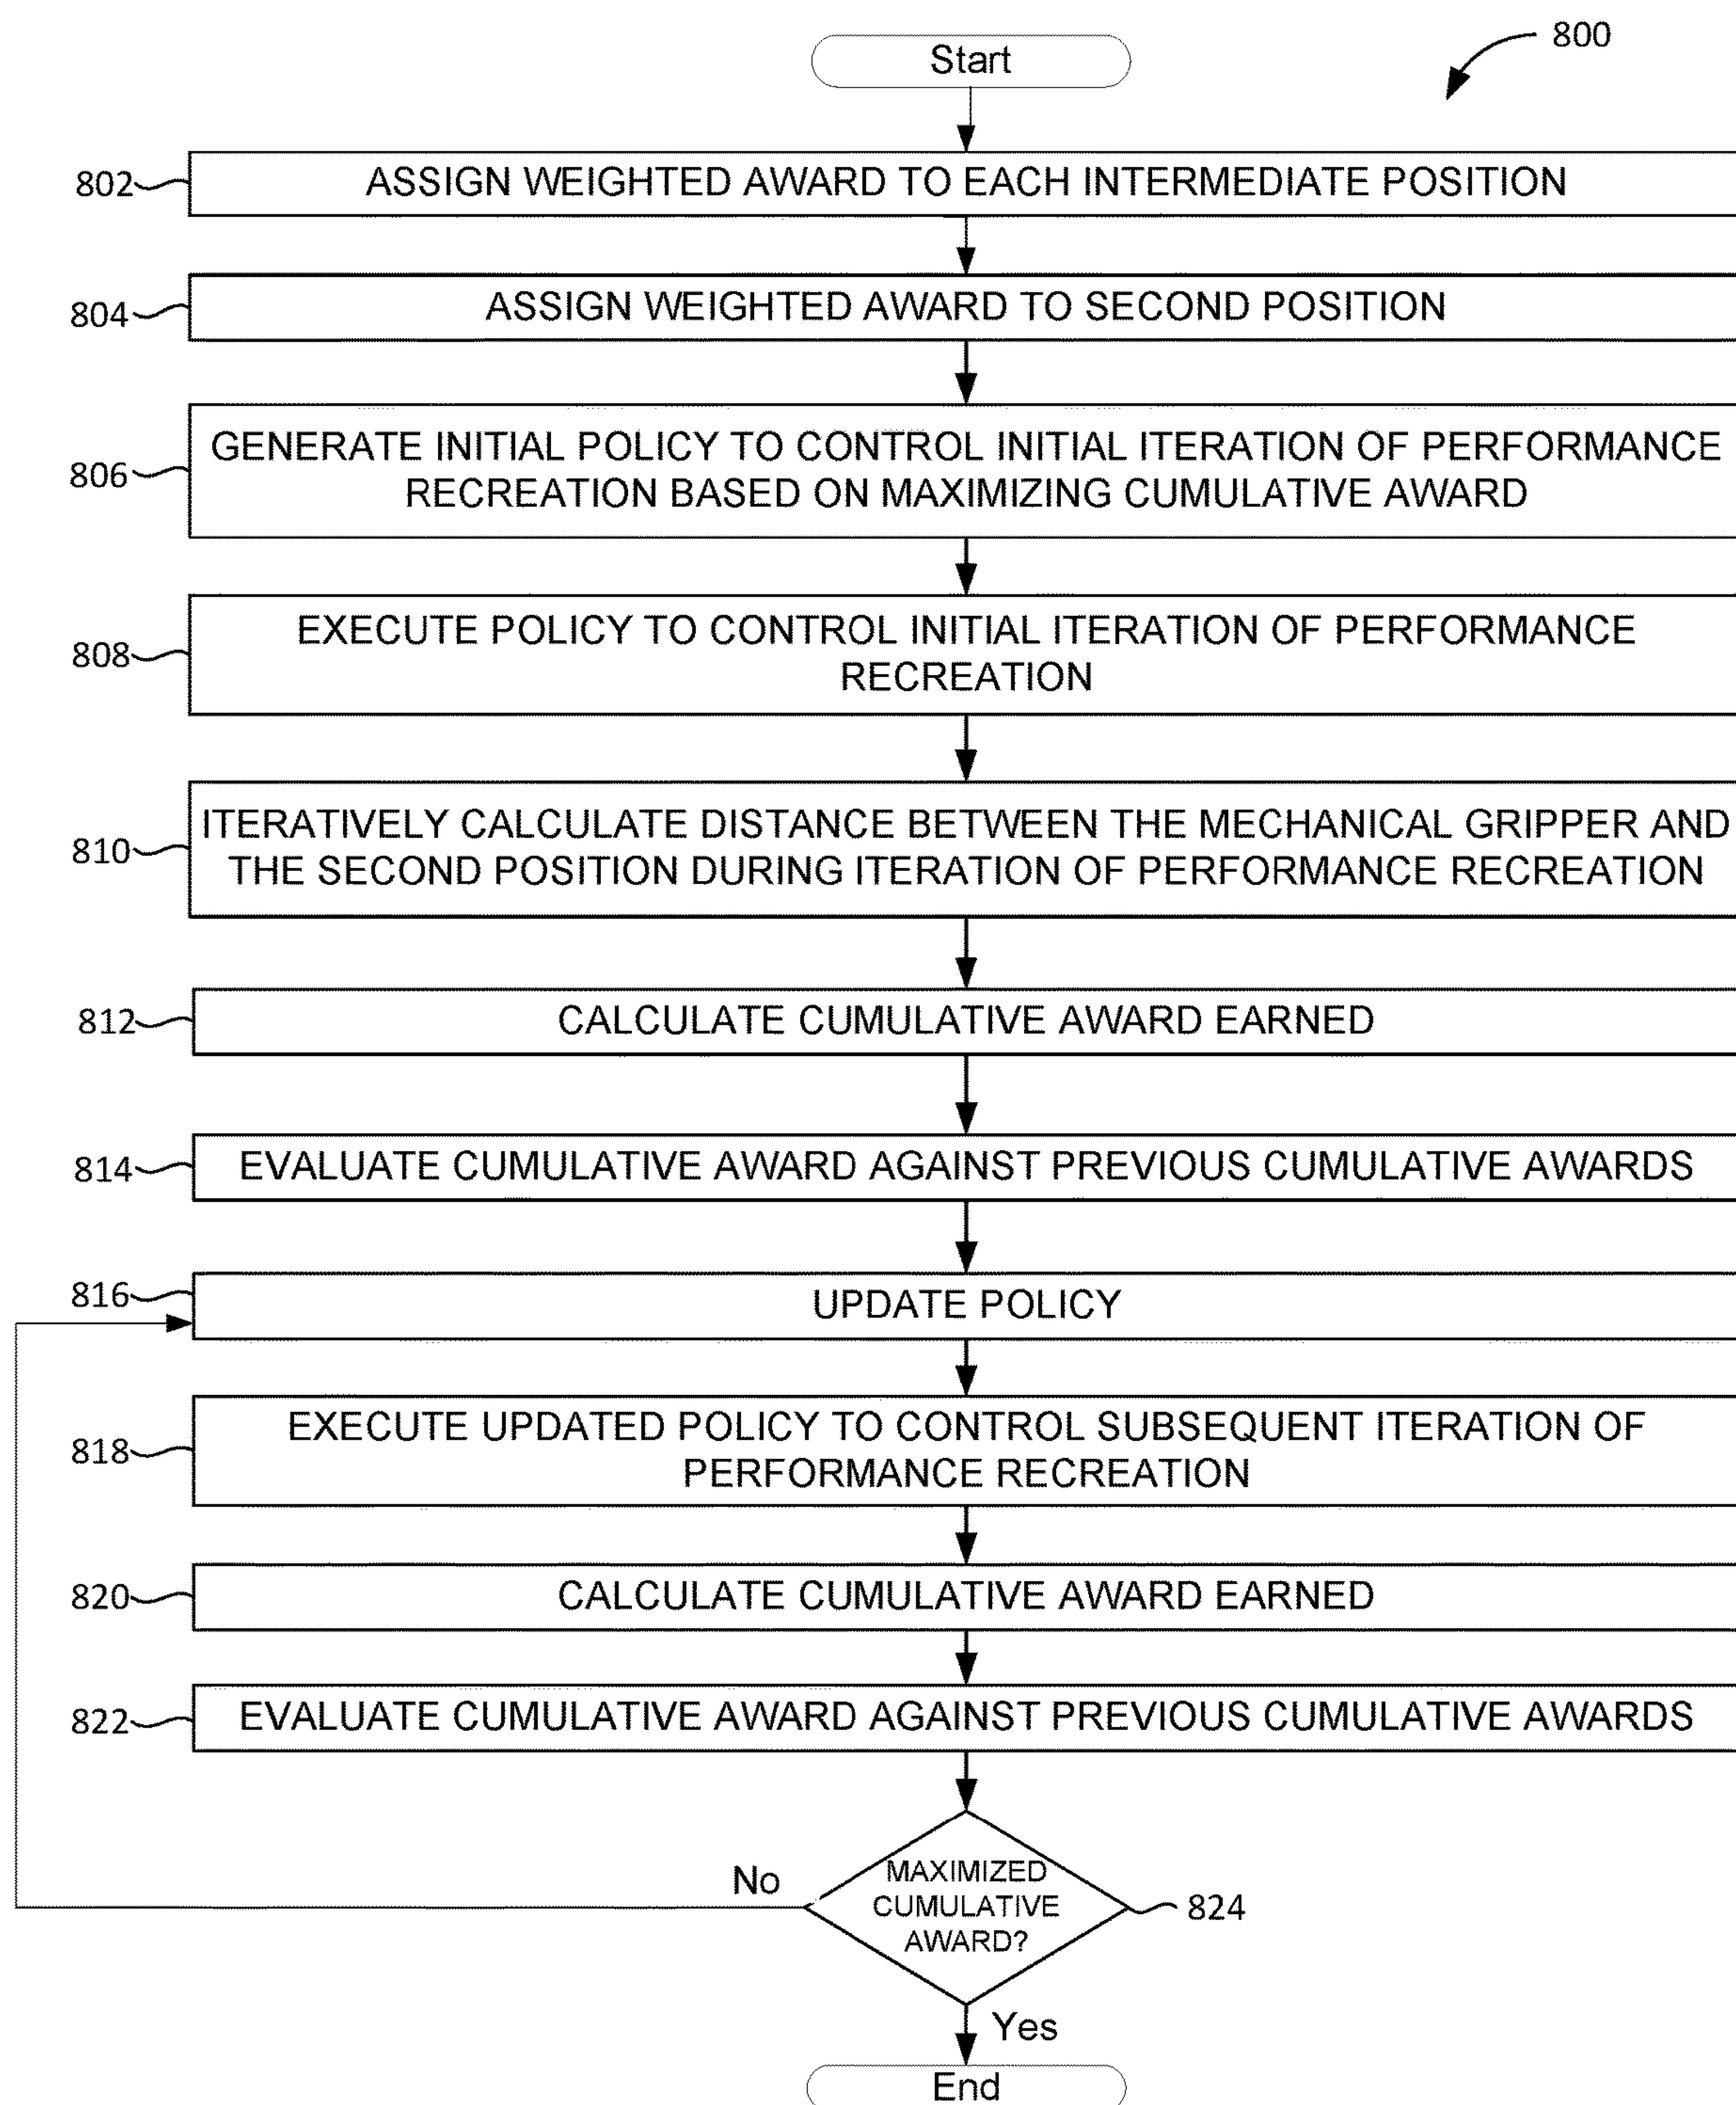 Start
800
802
ASSIGN WEIGHTED AWARD TO EACH INTERMEDIATE POSITION
804
ASSIGN WEIGHTED AWARD TO SECOND POSITION
806
GENERATE INITIAL POLICY TO CONTROL INITIAL ITERATION OF PERFORMANCE
RECREATION BASED ON MAXIMIZING CUMULATIVE AWARD
808
EXECUTE POLICY TO CONTROL INITIAL ITERATION OF PERFORMANCE
RECREATION
810
ITERATIVELY CALCULATE DISTANCE BETWEEN THE MECHANICAL GRIPPER AND
THE SECOND POSITION DURING ITERATION OF PERFORMANCE RECREATION
812
CALCULATE CUMULATIVE AWARD EARNED
814
EVALUATE CUMULATIVE AWARD AGAINST PREVIOUS CUMULATIVE AWARDS
816
UPDATE POLICY
818
EXECUTE UPDATED POLICY TO CONTROL SUBSEQUENT ITERATION OF
PERFORMANCE RECREATION
820
CALCULATE CUMULATIVE AWARD EARNED
822
EVALUATE CUMULATIVE AWARD AGAINST PREVIOUS CUMULATIVE AWARDS
No
MAXIMIZED
CUMULATIVE
AWARD?
824
Yes
End